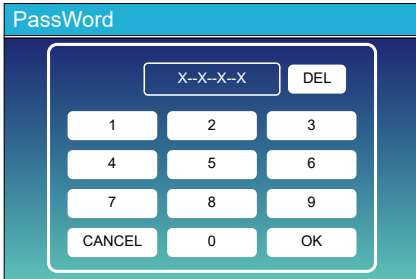 PassWord
X--X--X--X DEL
1 2 3
4 5 6
7 8 9
CANCEL 0 OK